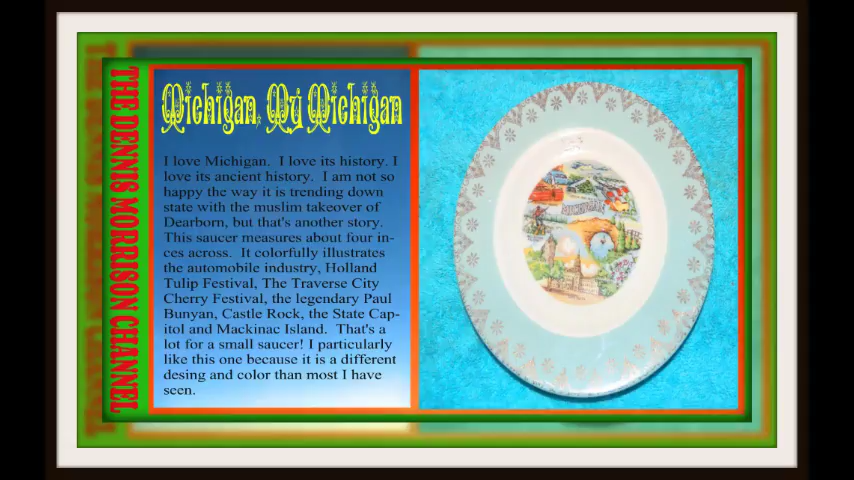 THE DENNIS MORRISON CHANNEL
Michigan, My Michigan
I love Michigan.  I love its history. I
love its ancient history.  I am not so
happy the way it is trending down
state with the muslim takeover of
Dearborn, but that's another story.
This saucer measures about four in-
ces across.  It colorfully illustrates
the automobile industry, Holland
Tulip Festival, The Traverse City
Cherry Festival, the legendary Paul
Bunyan, Castle Rock, the State Cap-
itol and Mackinac Island.  That's a
lot for a small saucer! I particularly
like this one because it is a different
desing and color than most I have
seen.
MICHIGAN